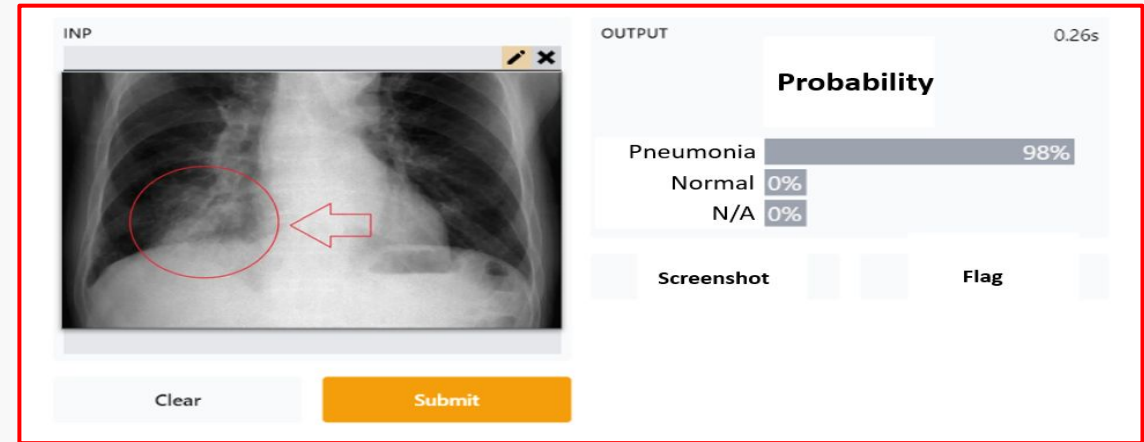 INP
OUTPUT 0.26s
Probability
Pneumonia 98%
Normal 0%
N/A 0%
Screenshot Flag
Clear Submit